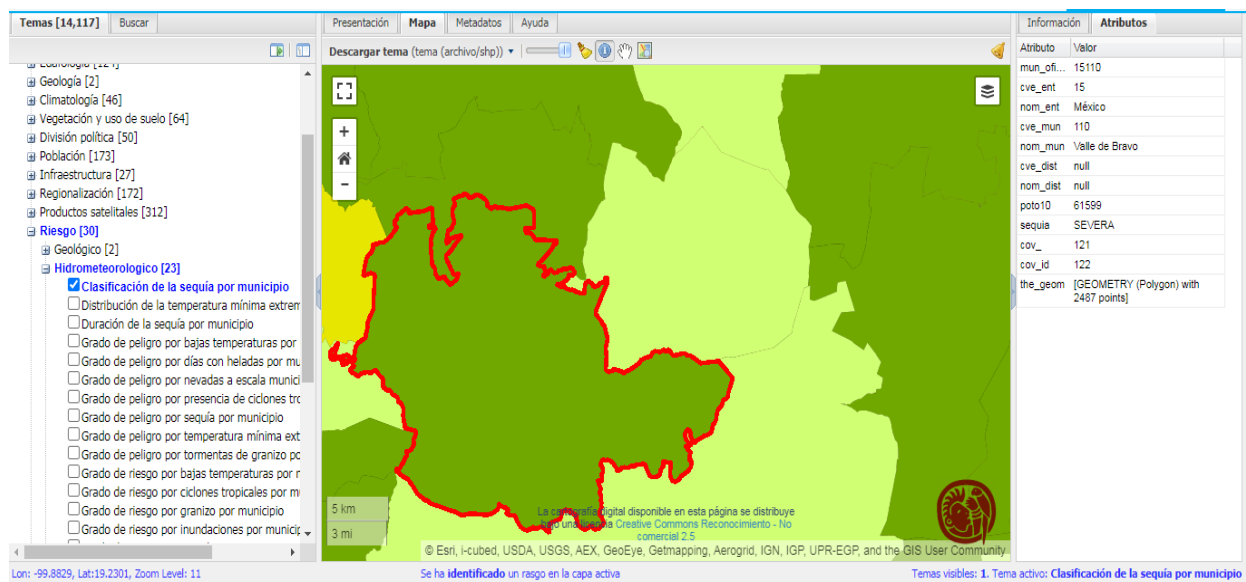 Temas [14,117]
Buscar
Presentación
Mapa
Metadatos
Ayuda
Información
Atributos
Descargar tema (tema (archivo/shp))
Geología [2]
Climatología [46]
Vegetación y uso de suelo [64]
División política [50]
Población [173]
Infraestructura [27]
Regionalización [172]
Productos satelitales [312]
Riesgo [30]
Geológico [2]
Hidrometeorologico [23]
Clasificación de la sequía por municipio
Distribución de la temperatura mínima extrem
Duración de la sequía por municipio
Grado de peligro por bajas temperaturas por
Grado de peligro por días con heladas por mu
Grado de peligro por nevadas a escala munici
Grado de peligro por presencia de ciclones tro
Grado de peligro por sequía por municipio
Grado de peligro por temperatura mínima ext
Grado de peligro por tormentas de granizo po
Grado de riesgo por bajas temperaturas por m
Grado de riesgo por ciclones tropicales por m
Grado de riesgo por granizo por municipio
Grado de riesgo por inundaciones por municip
+
-
5 km
3 mi
La cartografía digital disponible en esta página se distribuye
bajo una licencia Creative Commons Reconocimiento - No
comercial 2.5
© Esri, i-cubed, USDA, USGS, AEX, GeoEye, Getmapping, Aerogrid, IGN, IGP, UPR-EGP, and the GIS User Community
Atributo Valor
mun_ofi... 15110
cve_ent 15
nom_ent México
cve_mun 110
nom_mun Valle de Bravo
cve_dist null
nom_dist null
poto10 61599
sequia SEVERA
cov_ 121
cov_id 122
the_geom [GEOMETRY (Polygon) with
2487 points]
Lon: -99.8829, Lat:19.2301, Zoom Level: 11
Se ha identificado un rasgo en la capa activa
Temas visibles: 1. Tema activo: Clasificación de la sequía por municipio